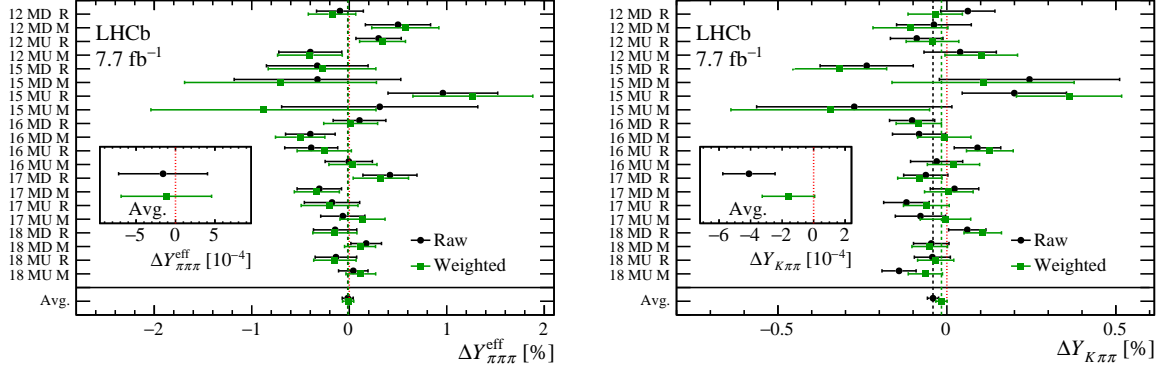 12 MD R
12 MD M
12 MU R
12 MU M
15 MD R
15 MD M
15 MU R
15 MU M
16 MD R
16 MD M
16 MU R
16 MU M
17 MD R
17 MD M
17 MU R
17 MU M
18 MD R
18 MD M
18 MU R
18 MU M
Avg.
LHCb
7.7 fb⁻¹
Avg.
−5 0 5
ΔY^eff_πππ [10⁻⁴]
Raw
Weighted
−2 −1 0 1 2
ΔY^eff_πππ [%]
12 MD R
12 MD M
12 MU R
12 MU M
15 MD R
15 MD M
15 MU R
15 MU M
16 MD R
16 MD M
16 MU R
16 MU M
17 MD R
17 MD M
17 MU R
17 MU M
18 MD R
18 MD M
18 MU R
18 MU M
Avg.
LHCb
7.7 fb⁻¹
Avg.
−6 −4 −2 0 2
ΔY_Kππ [10⁻⁴]
Raw
Weighted
−0.5 0 0.5
ΔY_Kππ [%]